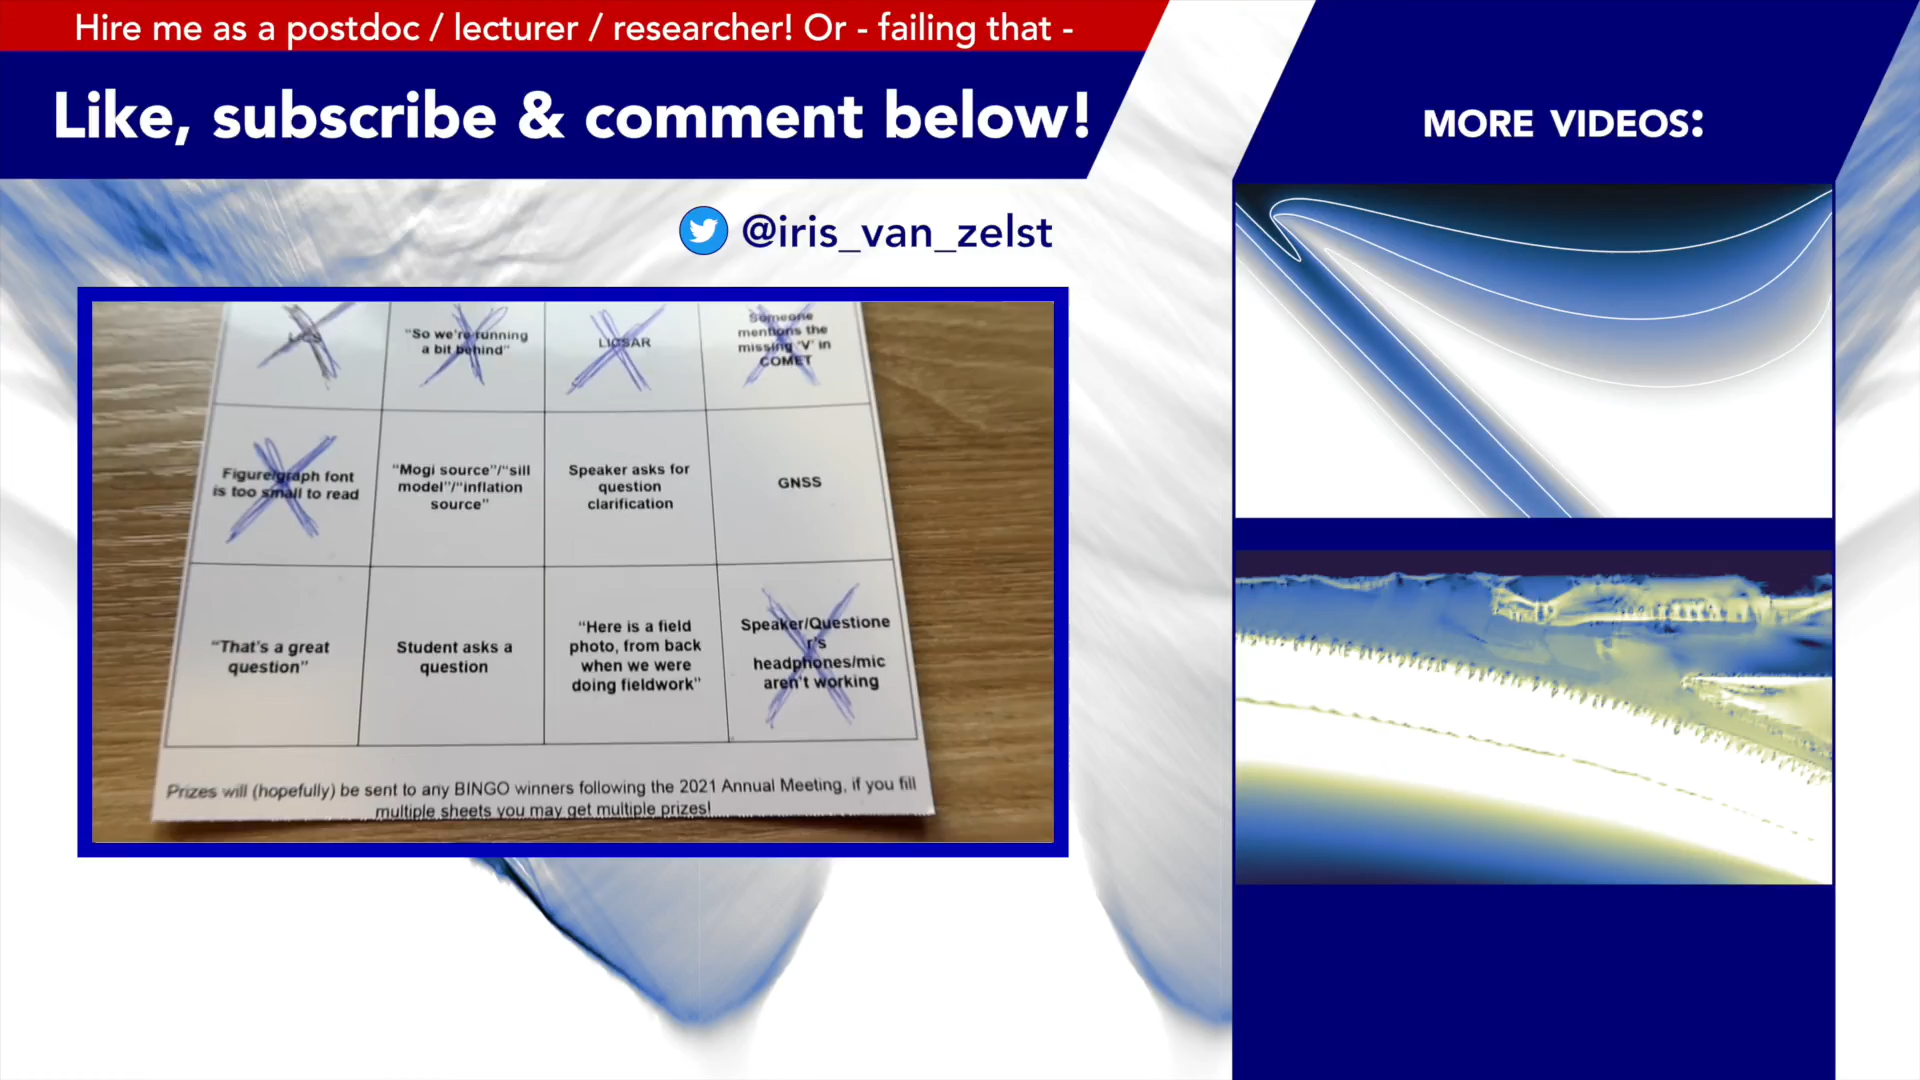 Hire me as a postdoc / lecturer / researcher! Or - failing that -
Like, subscribe & comment below!
MORE VIDEOS:
@iris_van_zelst
LiCS
"So we're running
a bit behind"
LICSAR
Someone
mentions the
missing 'V' in
COMET
Figure/graph font
is too small to read
"Mogi source"/"sill
model"/"inflation
source"
Speaker asks for
question
clarification
GNSS
"That's a great
question"
Student asks a
question
"Here is a field
photo, from back
when we were
doing fieldwork"
Speaker/Questione
r's
headphones/mic
aren't working
Prizes will (hopefully) be sent to any BINGO winners following the 2021 Annual Meeting, if you fill
multiple sheets you may get multiple prizes!